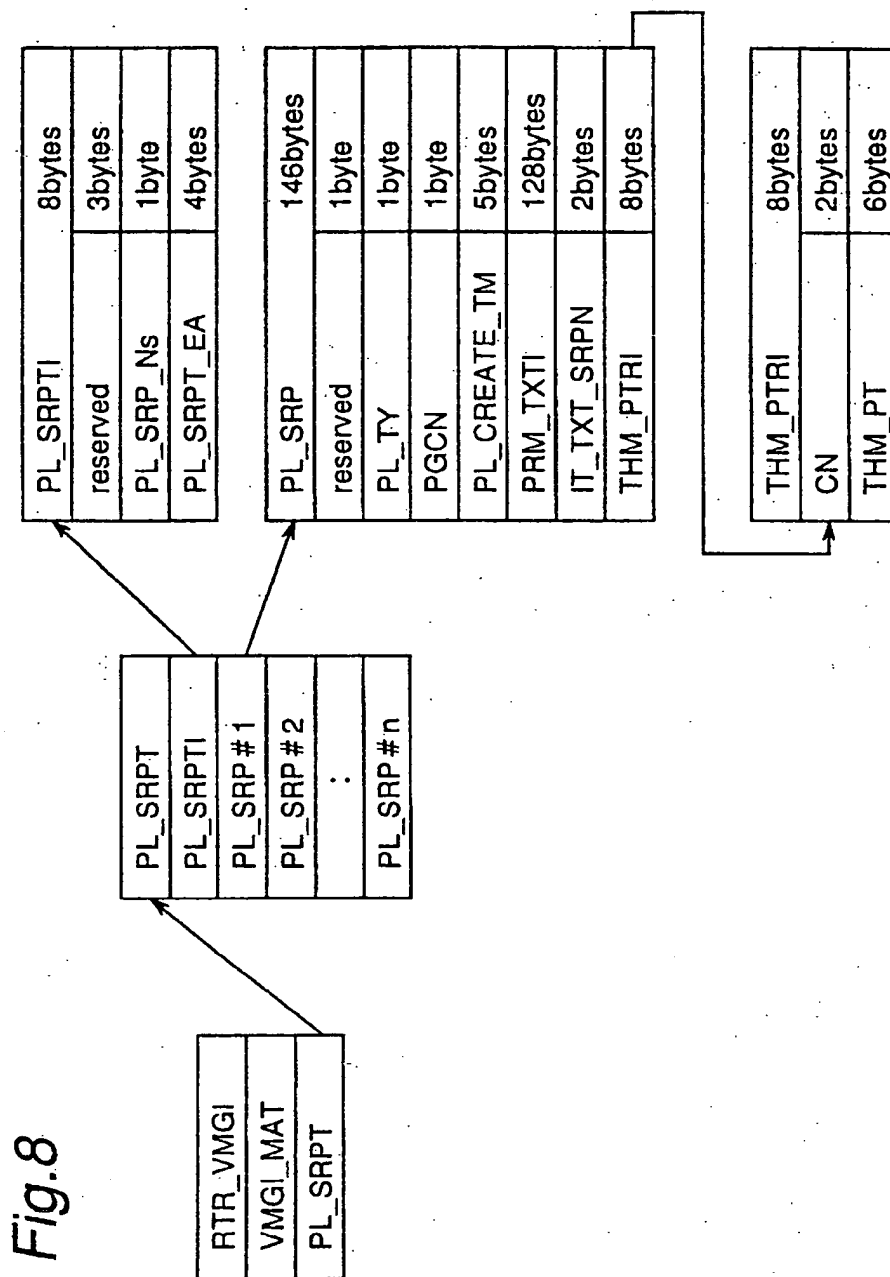 Fig.8
RTR_VMGI
VMGI_MAT
PL_SRPT
PL_SRPT
PL_SRPTI
PL_SRP#1
PL_SRP#2
:
PL_SRP#n
PL_SRPTI 8bytes
reserved 3bytes
PL_SRP_Ns 1byte
PL_SRPT_EA 4bytes
PL_SRP 146bytes
reserved 1byte
PL_TY 1byte
PGCN 1byte
PL_CREATE_TM 5bytes
PRM_TXTI 128bytes
IT_TXT_SRPN 2bytes
THM_PTRI 8bytes
THM_PTRI 8bytes
CN 2bytes
THM_PT 6bytes